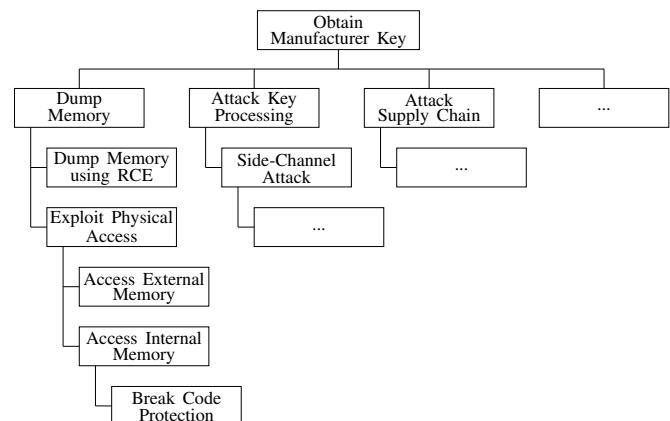 Obtain
Manufacturer Key
Dump
Memory
Attack Key
Processing
Attack
Supply Chain
...
Dump Memory
using RCE
Side-Channel
Attack
...
Exploit Physical
Access
...
Access External
Memory
Access Internal
Memory
Break Code
Protection